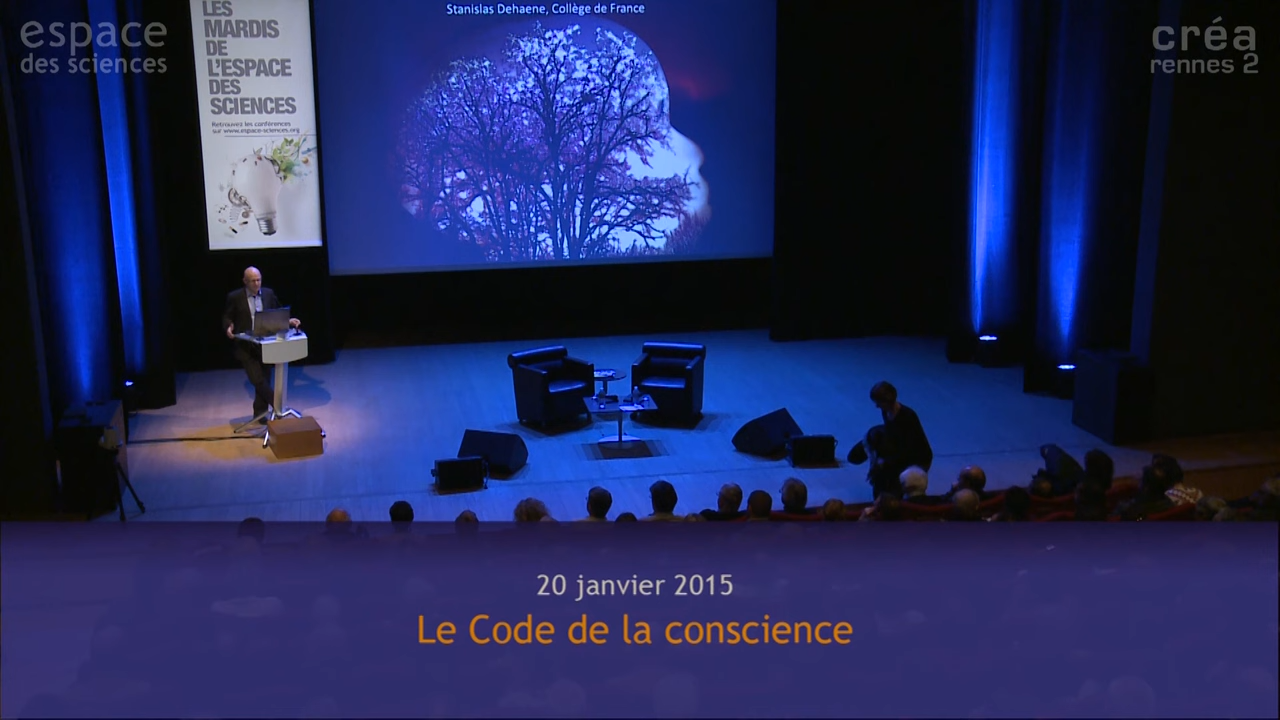 espace
des sciences
LES
MARDIS
DE
L'ESPACE
DES
SCIENCES
Retrouvez les conférences
sur www.espace-sciences.org
Stanislas Dehaene, Collège de France
créa
rennes 2
20 janvier 2015
Le Code de la conscience